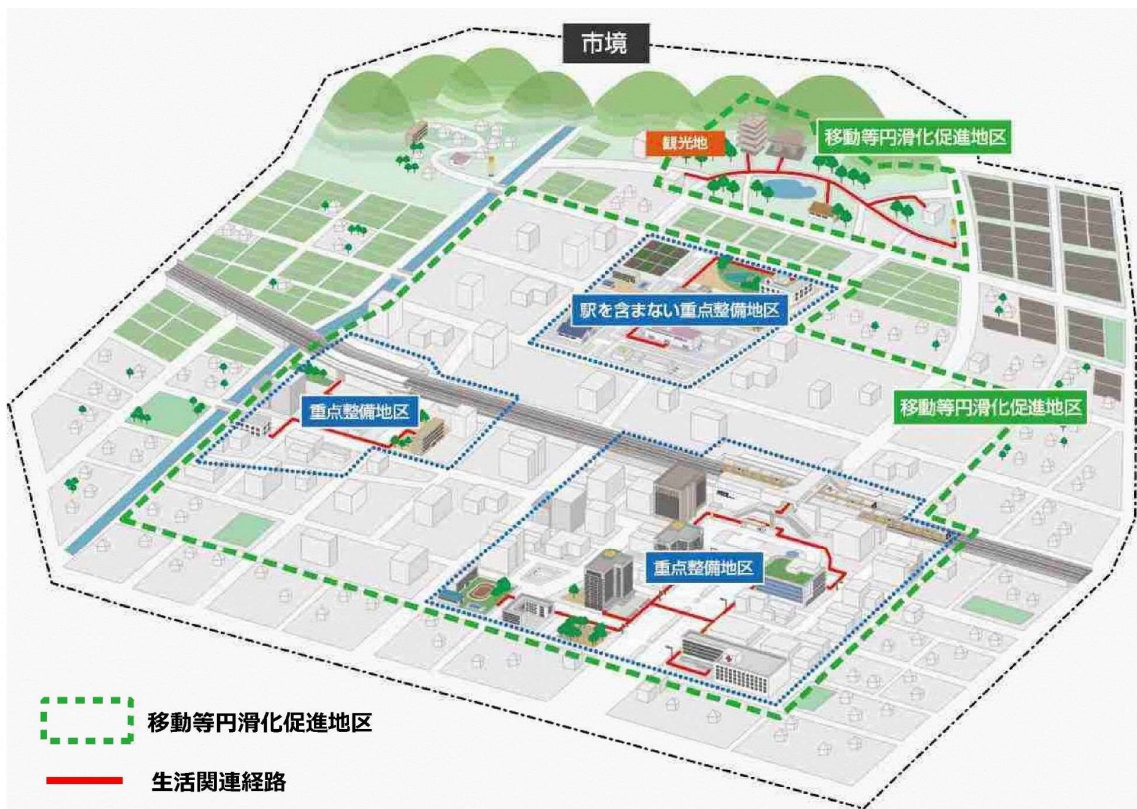 市境
観光地
移動等円滑化促進地区
駅を含まない重点整備地区
移動等円滑化促進地区
重点整備地区
重点整備地区
移動等円滑化促進地区
生活関連経路